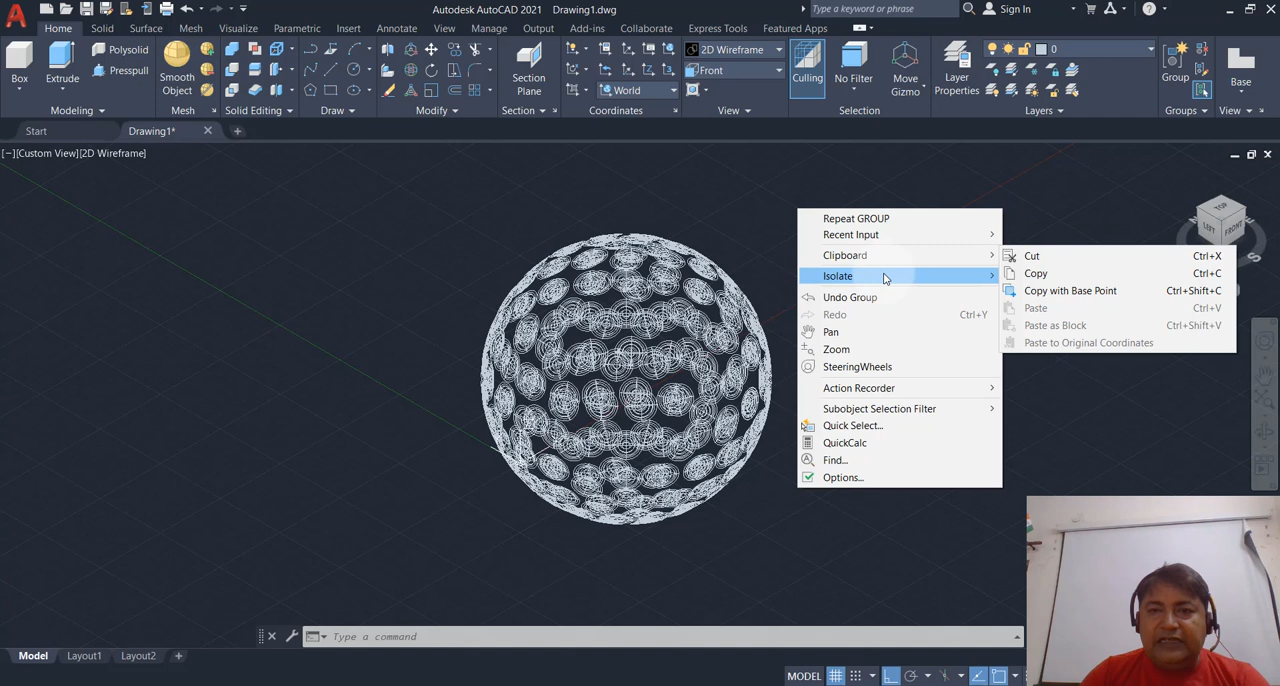 Autodesk AutoCAD 2021 Drawing1.dwg
Type a keyword or phrase
Sign In
Home Solid Surface Mesh Visualize Parametric Insert Annotate View Manage Output Add-ins Collaborate Express Tools Featured Apps
Box
Extrude
Polysolid
Presspull
Smooth
Object
Section
Plane
World
2D Wireframe
Front
Culling
No Filter
Move
Gizmo
Layer
Properties
0
Group
Base
Modeling Mesh Solid Editing Draw Modify Section Coordinates View Selection Layers Groups View
Start
Drawing1*
[−][Custom View][2D Wireframe]
TOP
LEFT
FRONT
S
Repeat GROUP
Recent Input
Clipboard
Isolate
Undo Group
Redo Ctrl+Y
Pan
Zoom
SteeringWheels
Action Recorder
Subobject Selection Filter
Quick Select...
QuickCalc
Find...
Options...
Cut Ctrl+X
Copy Ctrl+C
Copy with Base Point Ctrl+Shift+C
Paste Ctrl+V
Paste as Block Ctrl+Shift+V
Paste to Original Coordinates
Type a command
Model Layout1 Layout2
MODEL